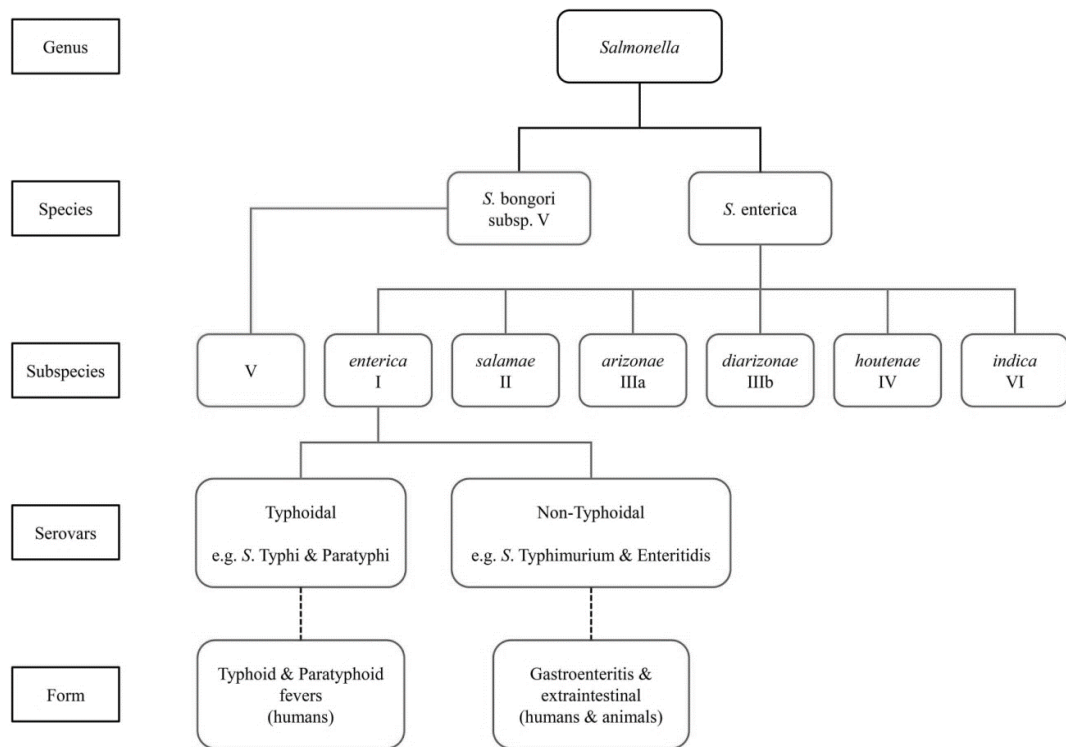 Genus
Salmonella
Species
S. bongori
subsp. V
S. enterica
Subspecies
V
enterica
I
salamae
II
arizonae
IIIa
diarizonae
IIIb
houtenae
IV
indica
VI
Serovars
Typhoidal
e.g. S. Typhi & Paratyphi
Non-Typhoidal
e.g. S. Typhimurium & Enteritidis
Form
Typhoid & Paratyphoid
fevers
(humans)
Gastroenteritis &
extraintestinal
(humans & animals)